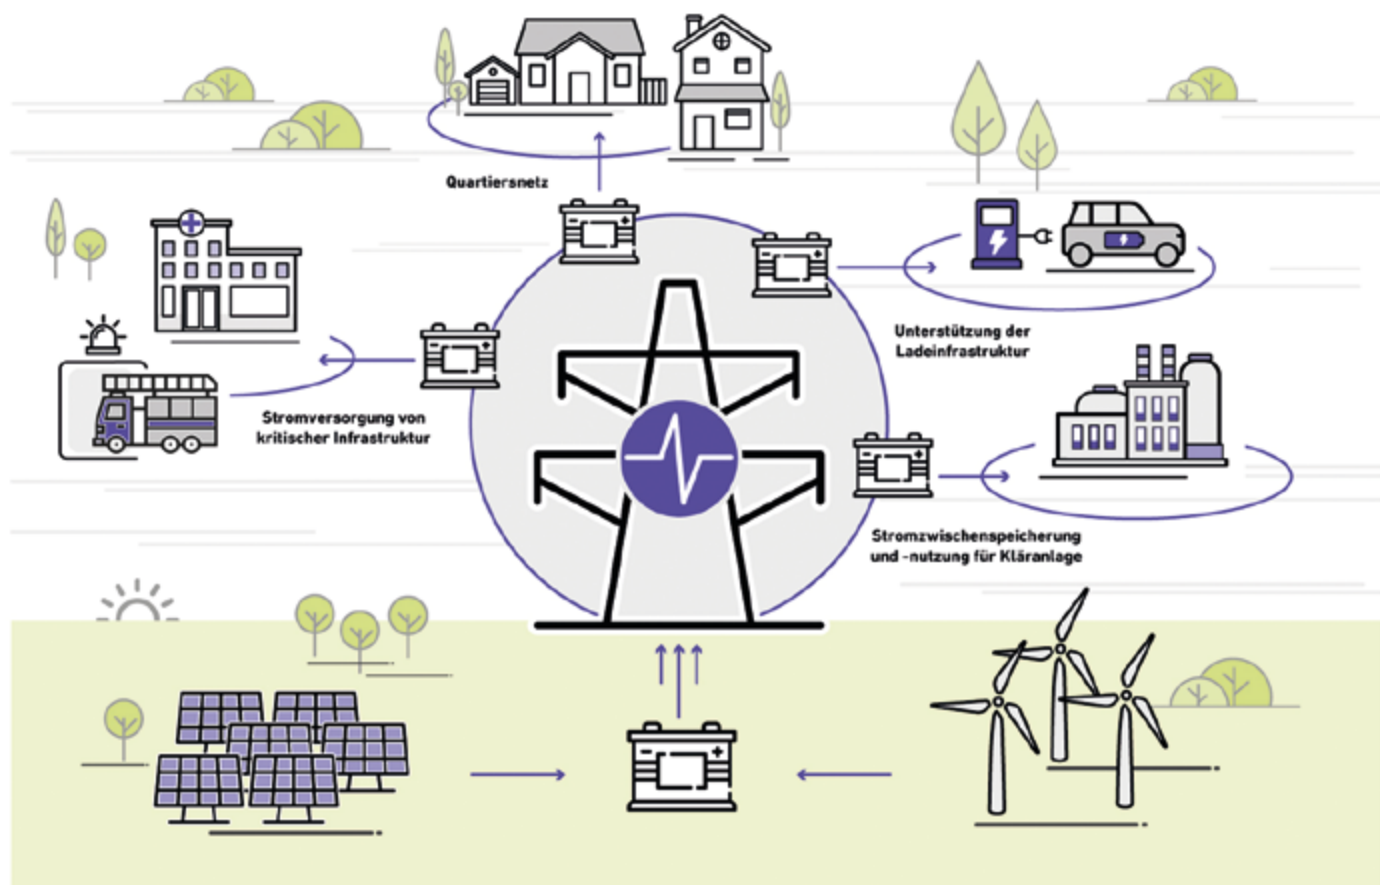 Quartiersnetz
Unterstützung der
Ladeinfrastruktur
Stromversorgung von
kritischer Infrastruktur
Stromzwischenspeicherung
und -nutzung für Kläranlage